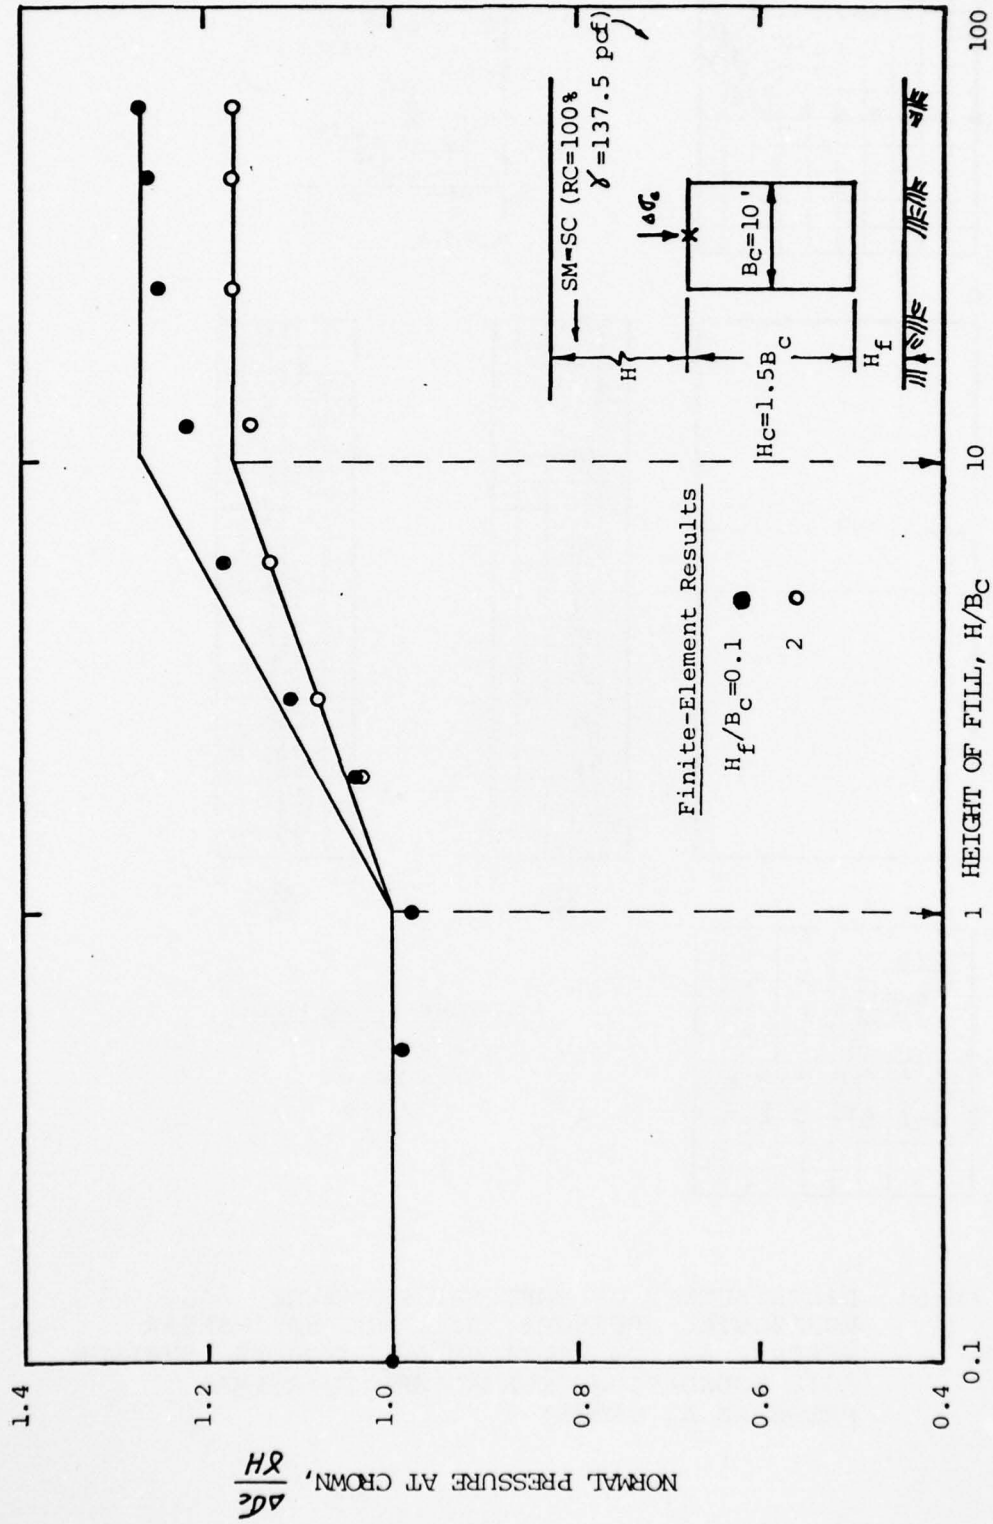 NORMAL PRESSURE AT CROWN, Δσc/γH
1.4
1.2
1.0
0.8
0.6
0.4
0.1
1
10
100
HEIGHT OF FILL, H/Bc
Finite-Element Results
Hf/Bc=0.1
2
SM-SC (RC=100%
γ=137.5 pcf)
Δσc
H
Bc=10'
Hc=1.5Bc
Hf